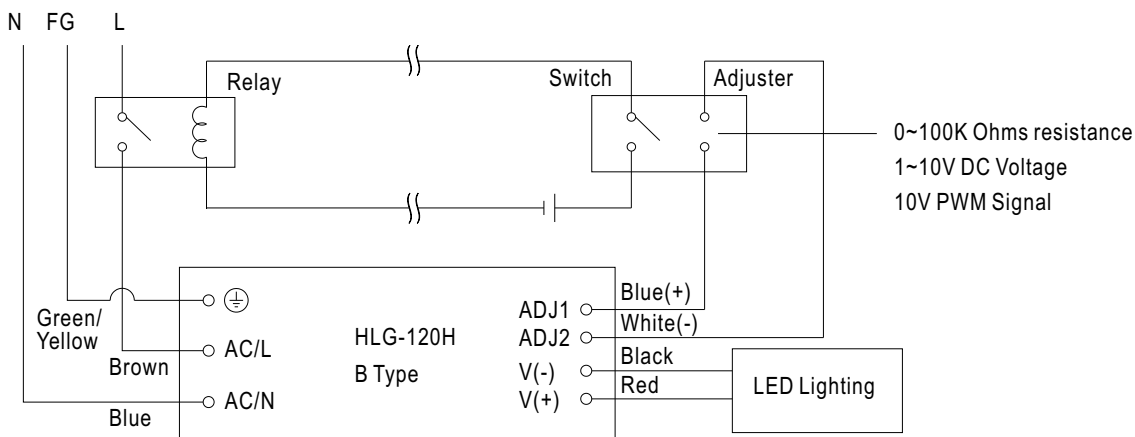 N FG L
Relay
Switch
Adjuster
0~100K Ohms resistance
1~10V DC Voltage
10V PWM Signal
Green/
Yellow
Brown
Blue
AC/L
AC/N
HLG-120H
B Type
ADJ1
ADJ2
V(-)
V(+)
Blue(+)
White(-)
Black
Red
LED Lighting